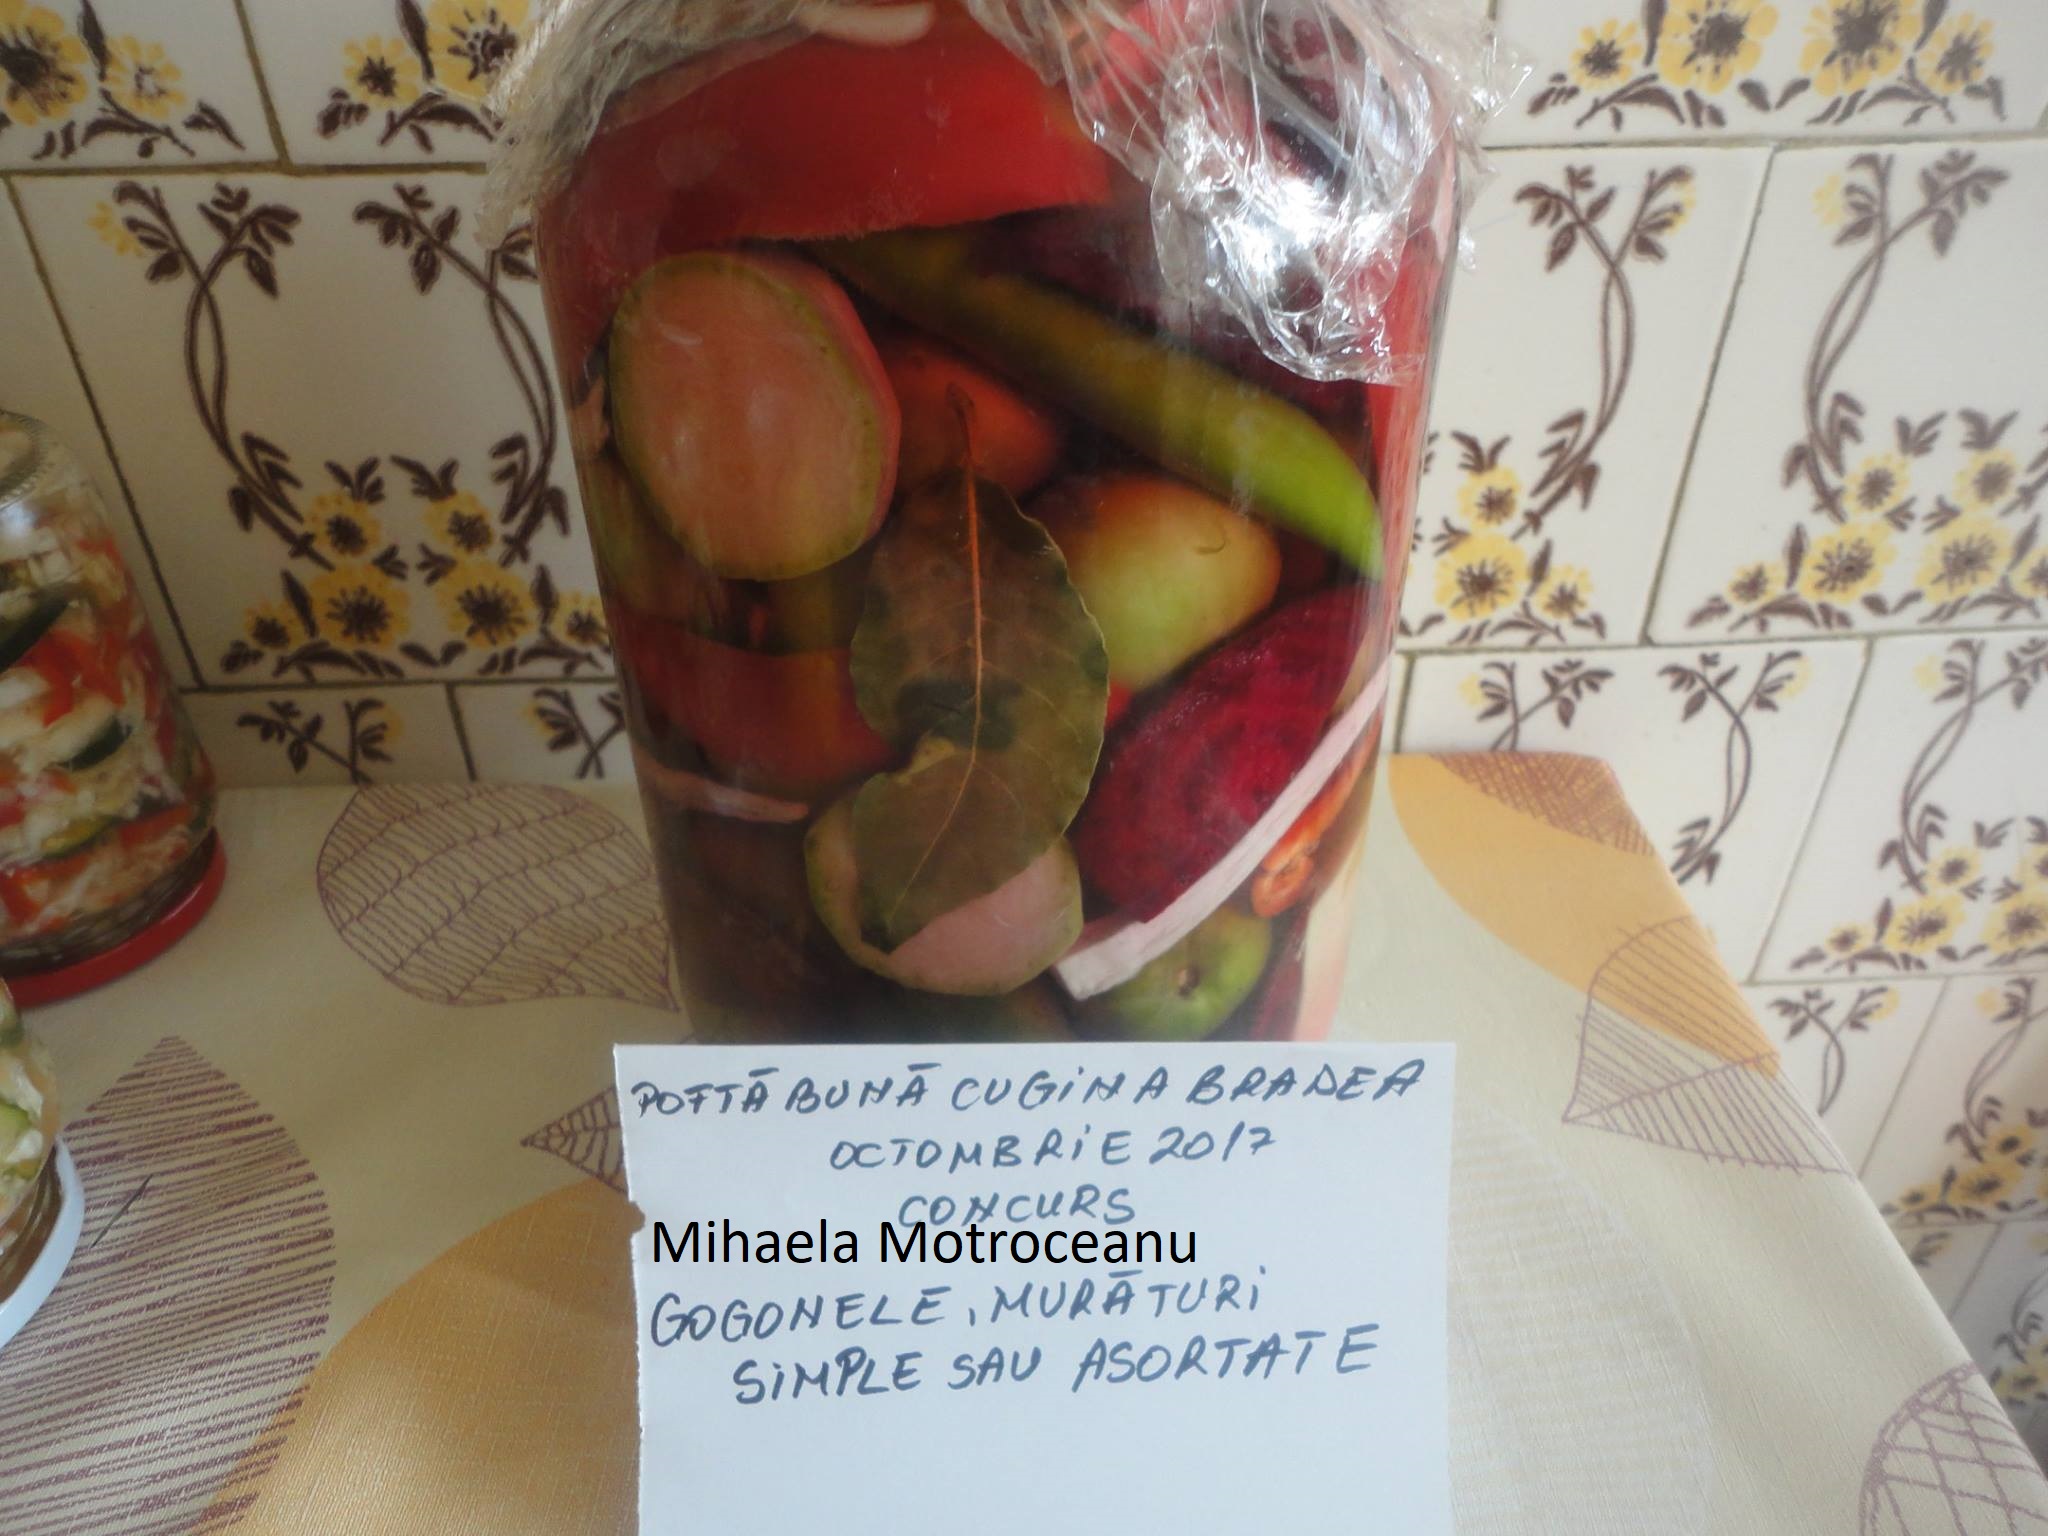 POFTĂ BUNĂ CUGINA BRADEA
OCTOMBRIE 2017
CONCURS
Mihaela Motroceanu
GOGONELE, MURĂTURI
SIMPLE SAU ASORTATE